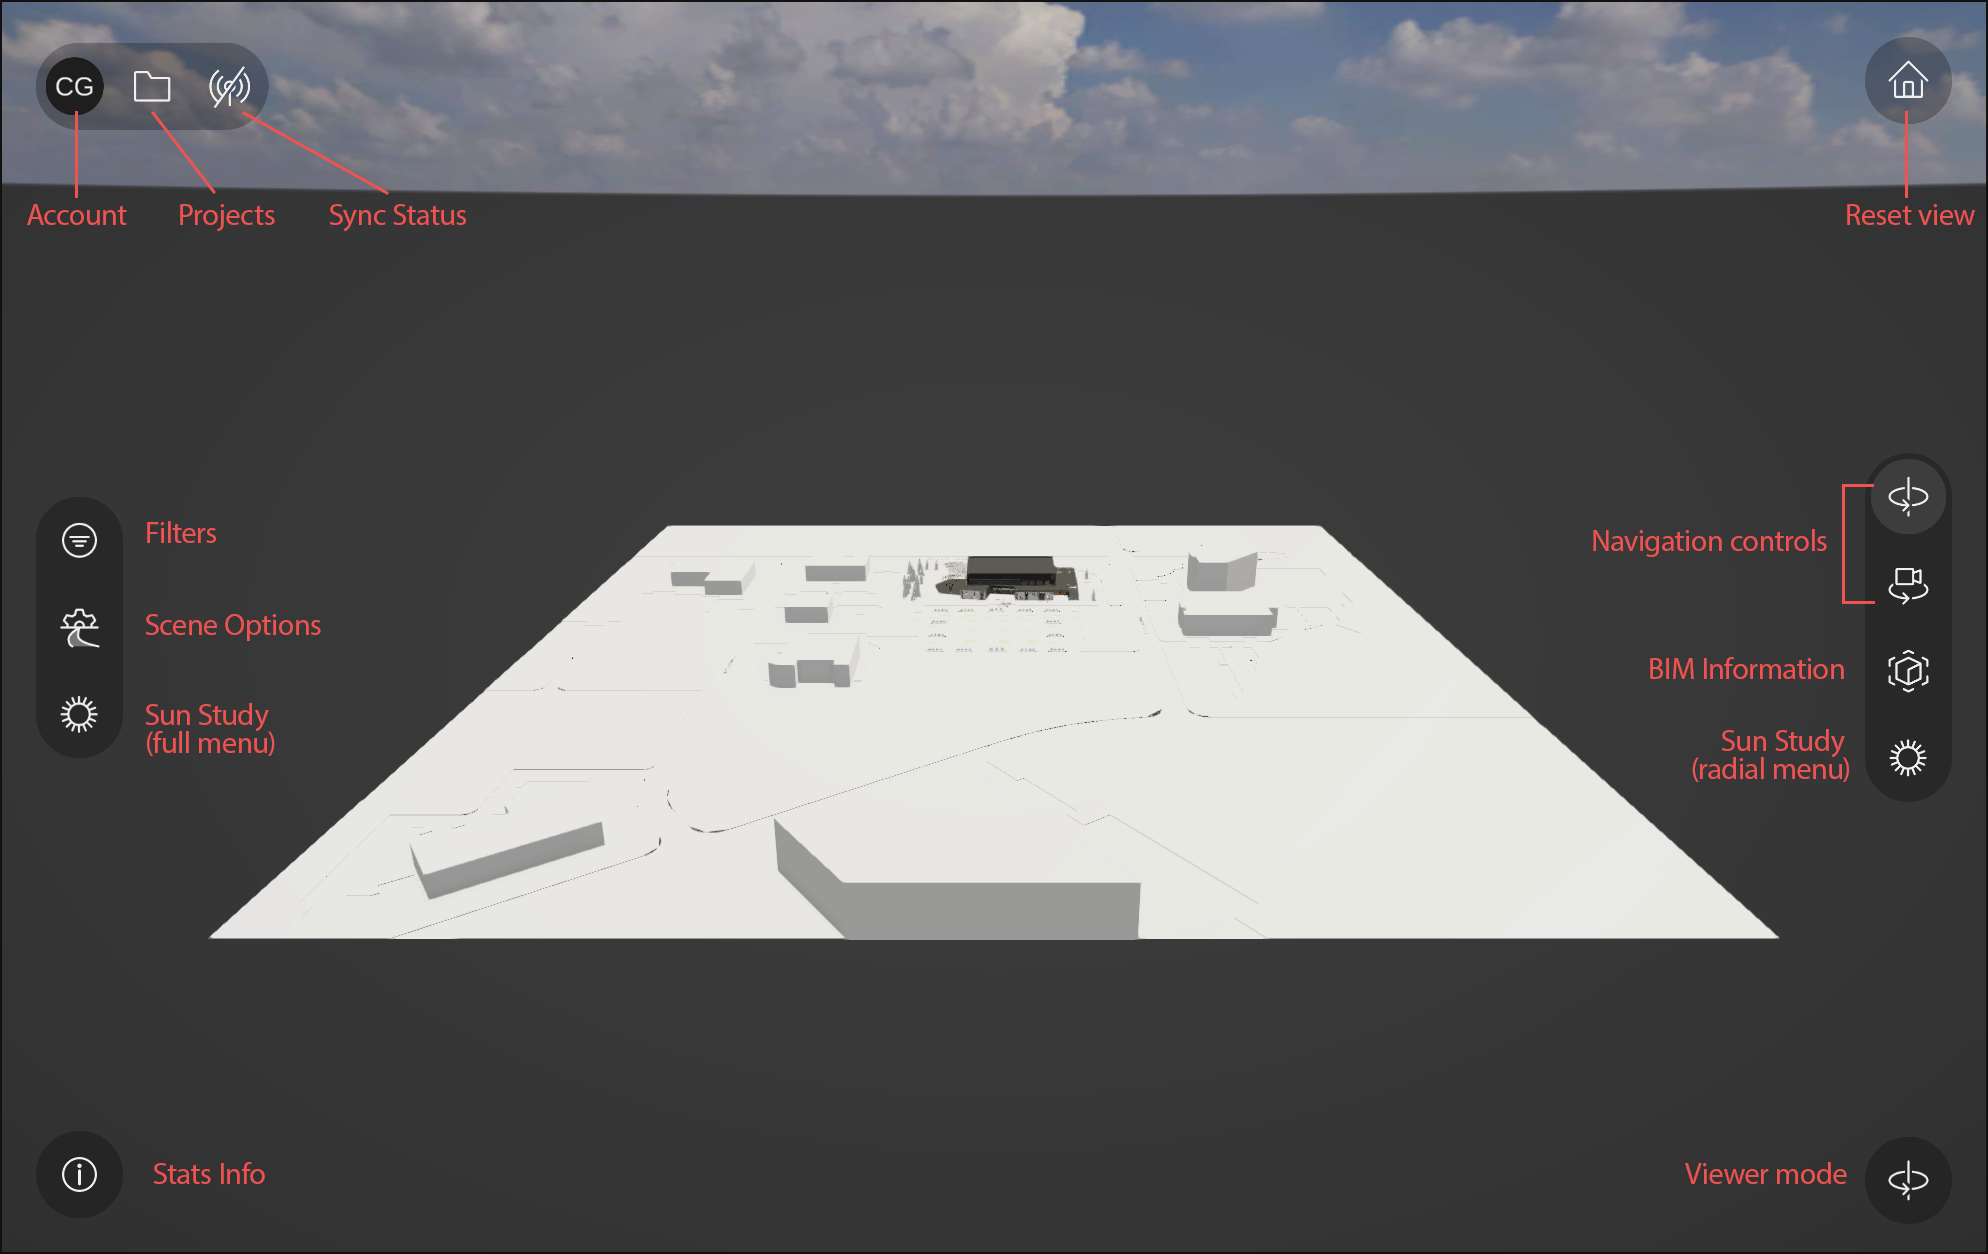 CG
Account
Projects
Sync Status
Reset view
Filters
Scene Options
Sun Study
(full menu)
Navigation controls
BIM Information
Sun Study
(radial menu)
Stats Info
Viewer mode